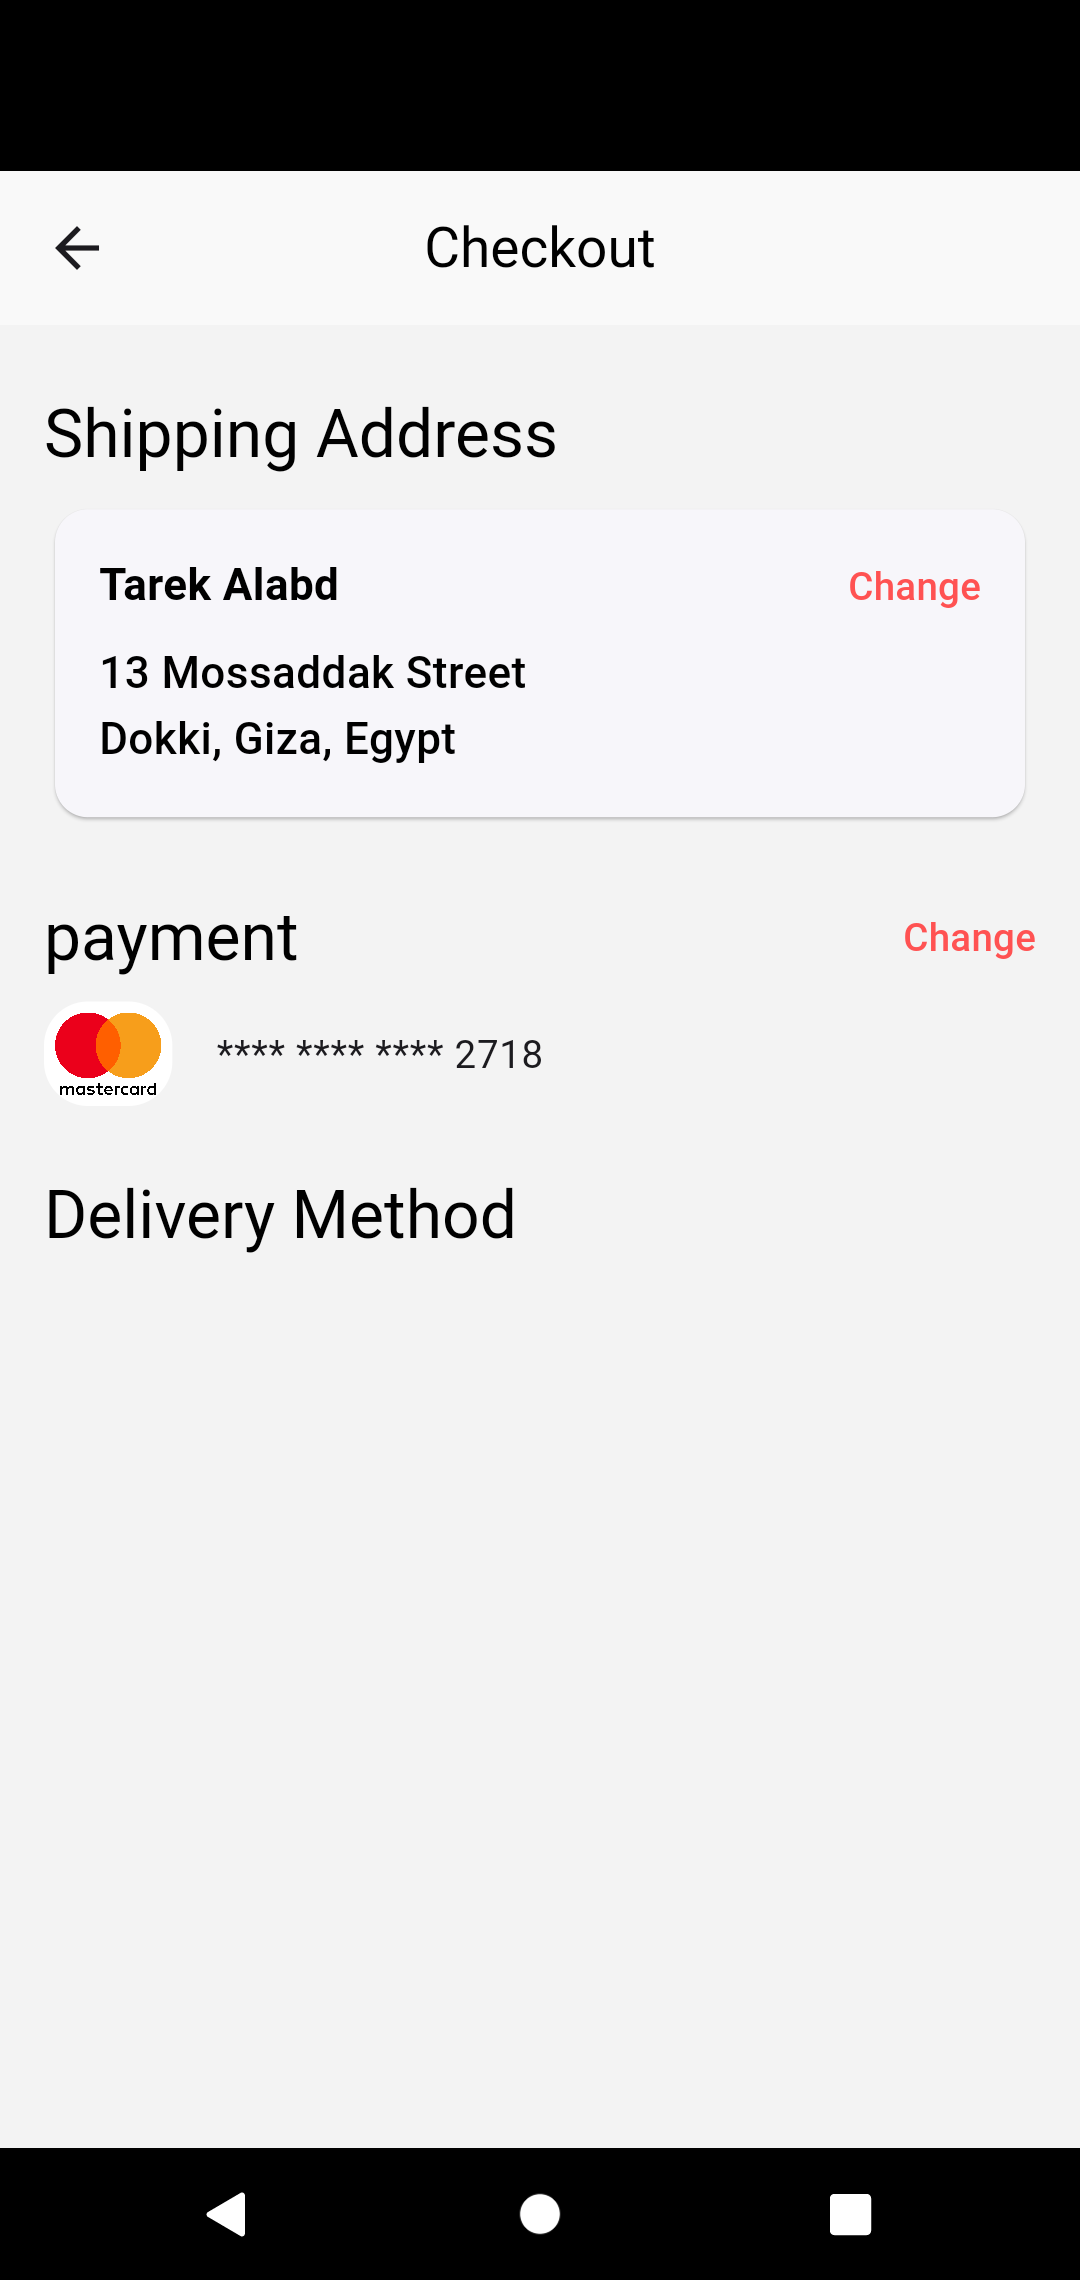 Checkout
Shipping Address
Tarek Alabd
Change
13 Mossaddak Street
Dokki, Giza, Egypt
payment
Change
mastercard
**** **** **** 2718
Delivery Method